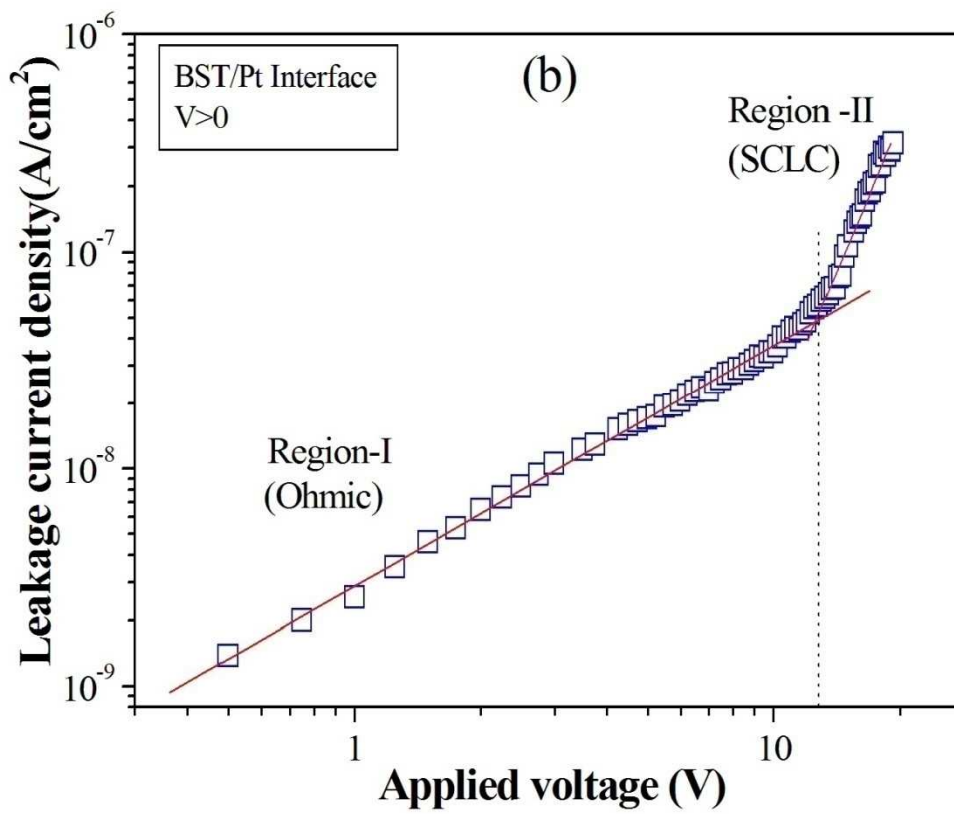 10^-6
BST/Pt Interface
V>0
(b)
Region -II
(SCLC)
10^-7
Region-I
(Ohmic)
10^-8
10^-9
1
10
Applied voltage (V)
Leakage current density(A/cm^2)